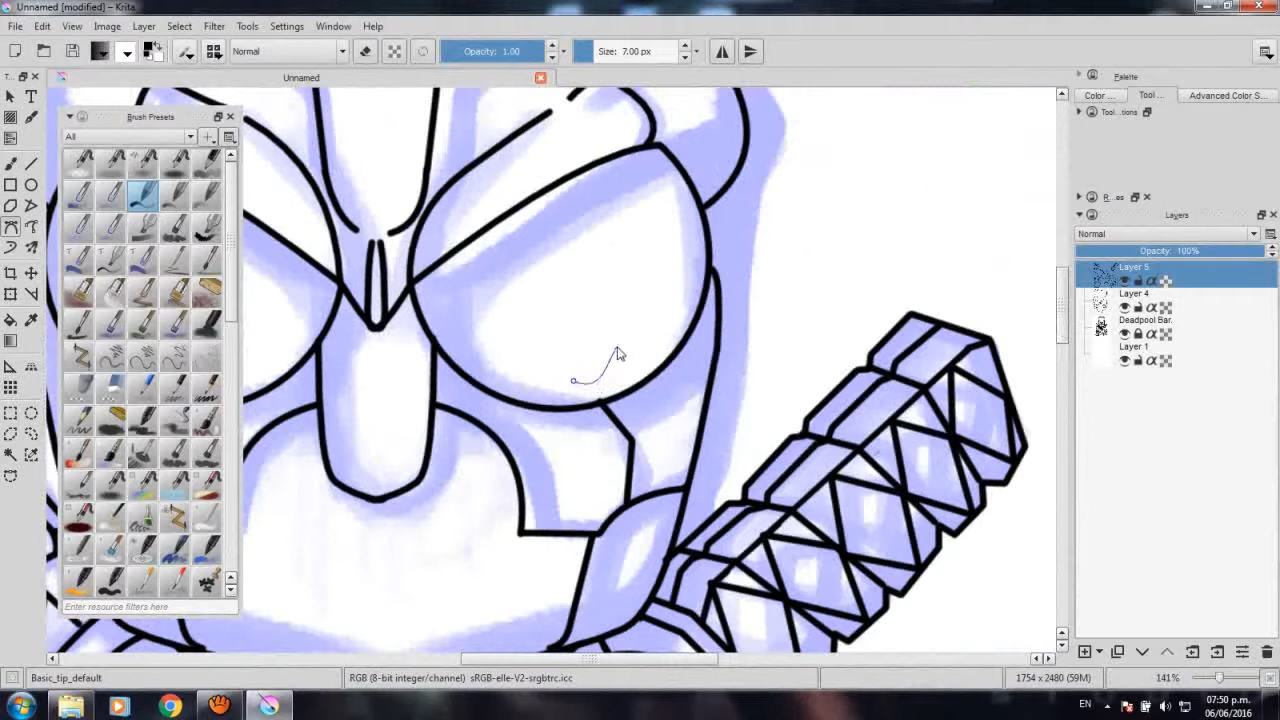 Unnamed [modified] - Krita
File Edit View Image Layer Select Filter Tools Settings Window Help
Normal Opacity: 1.00 Size: 7.00 px
T... Unnamed Palette
Color ... Tool ... Advanced Color S...
Brush Presets Tool...tions
All
R...es
Layers
Normal
Opacity: 100%
Layer 5
Layer 4
Deadpool Bar.
Layer 1
Enter resource filters here
Basic_tip_default RGB (8-bit integer/channel) sRGB-elle-V2-srgbtrc.icc 1754 x 2480 (59M) 141%
EN 07:50 p.m.
06/06/2016